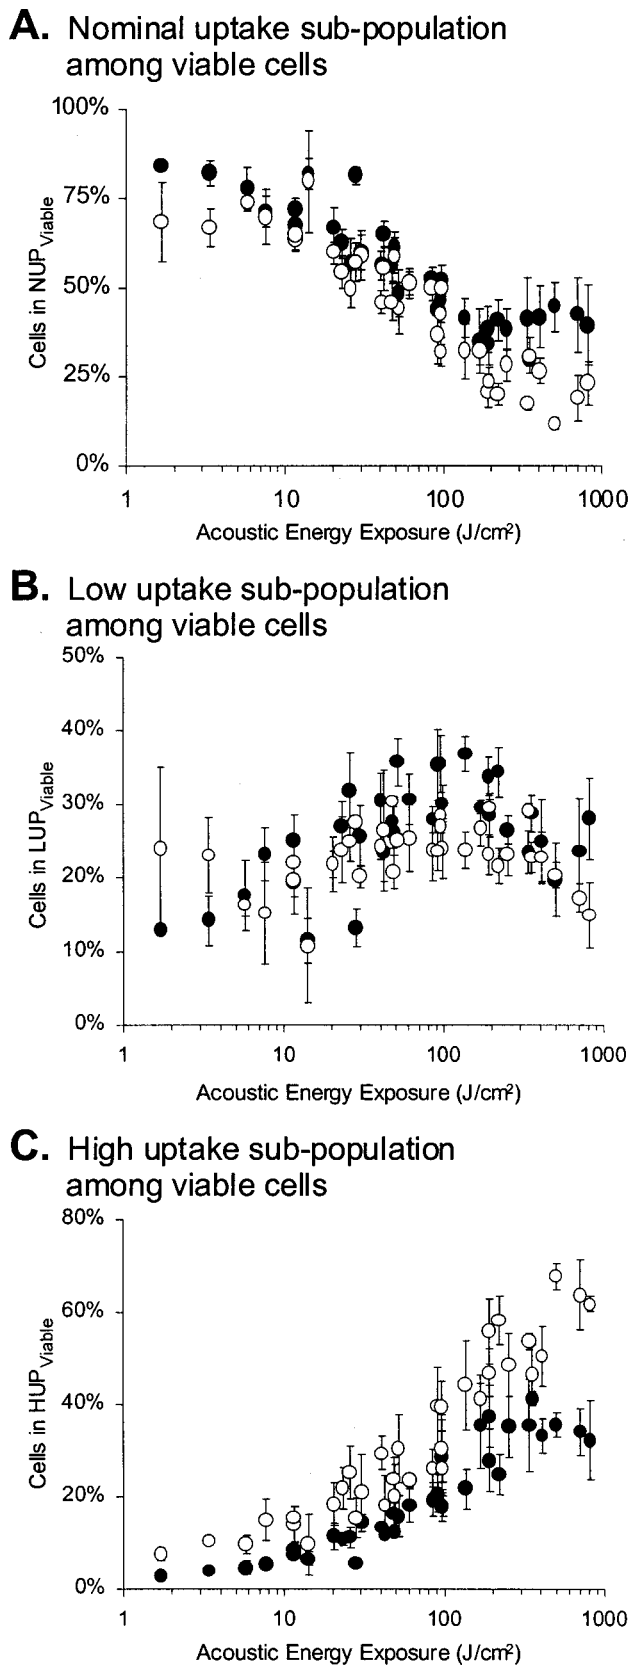 A. Nominal uptake sub-population
among viable cells
100%
75%
50%
25%
0%
Cells in NUPViable
1 10 100 1000
Acoustic Energy Exposure (J/cm²)
B. Low uptake sub-population
among viable cells
50%
40%
30%
20%
10%
0%
Cells in LUPViable
1 10 100 1000
Acoustic Energy Exposure (J/cm²)
C. High uptake sub-population
among viable cells
80%
60%
40%
20%
0%
Cells in HUPViable
1 10 100 1000
Acoustic Energy Exposure (J/cm²)